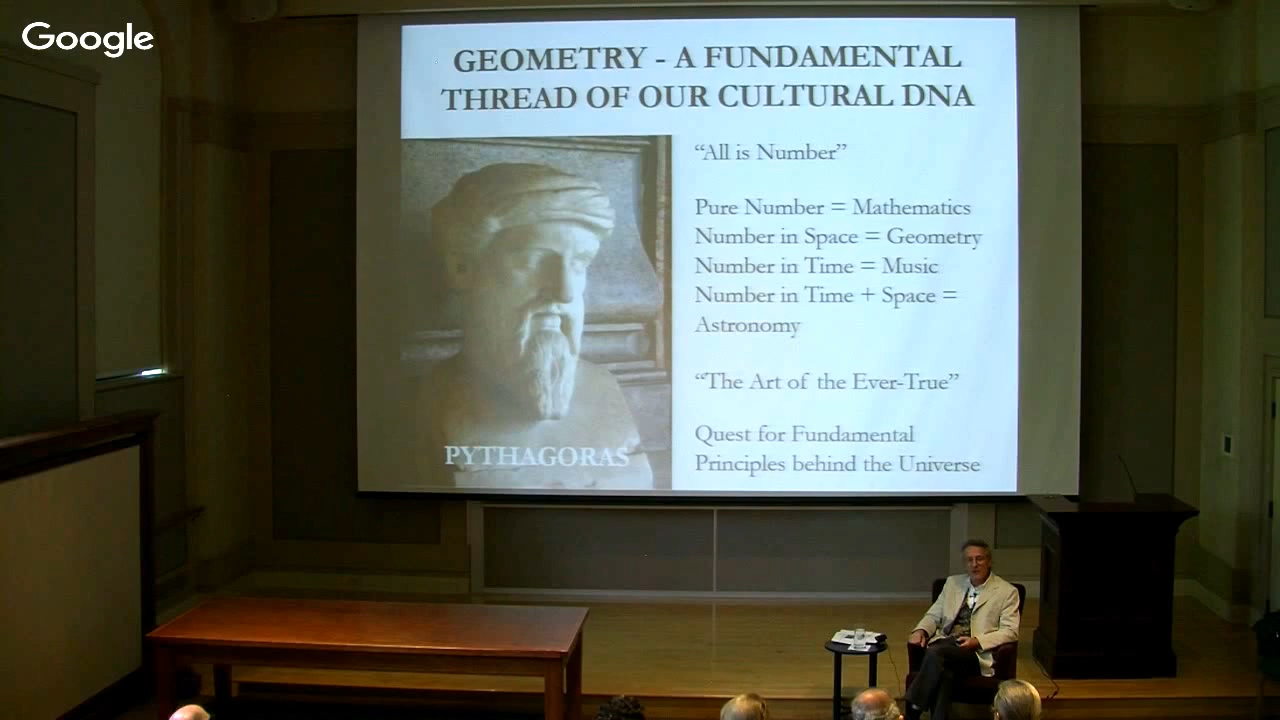 Google
GEOMETRY - A FUNDAMENTAL
THREAD OF OUR CULTURAL DNA
“All is Number”
Pure Number = Mathematics
Number in Space = Geometry
Number in Time = Music
Number in Time + Space =
Astronomy
“The Art of the Ever-True”
Quest for Fundamental
Principles behind the Universe
PYTHAGORAS